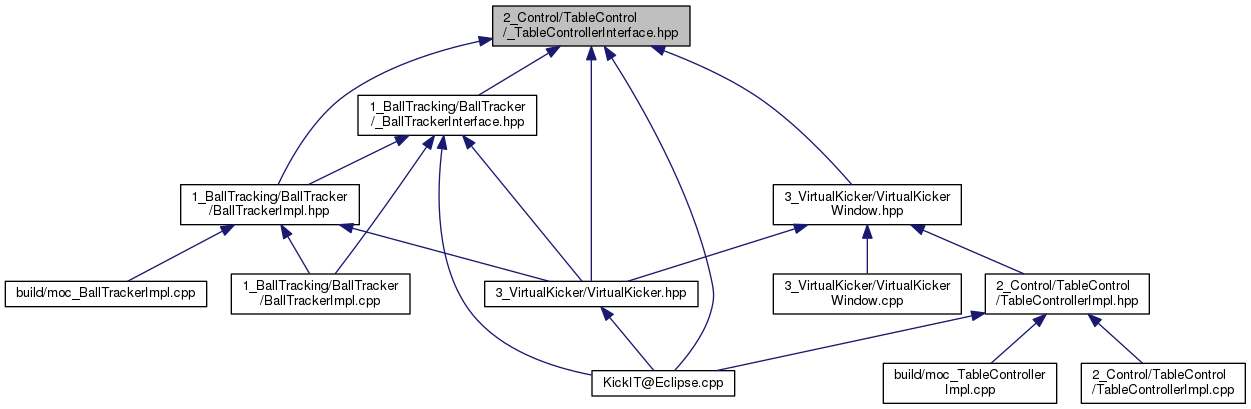 2_Control/TableControl
/_TableControllerInterface.hpp
1_BallTracking/BallTracker
/_BallTrackerInterface.hpp
1_BallTracking/BallTracker
/BallTrackerImpl.hpp
3_VirtualKicker/VirtualKicker
Window.hpp
build/moc_BallTrackerImpl.cpp
1_BallTracking/BallTracker
/BallTrackerImpl.cpp
3_VirtualKicker/VirtualKicker.hpp
3_VirtualKicker/VirtualKicker
Window.cpp
2_Control/TableControl
/TableControllerImpl.hpp
KickIT@Eclipse.cpp
build/moc_TableController
Impl.cpp
2_Control/TableControl
/TableControllerImpl.cpp